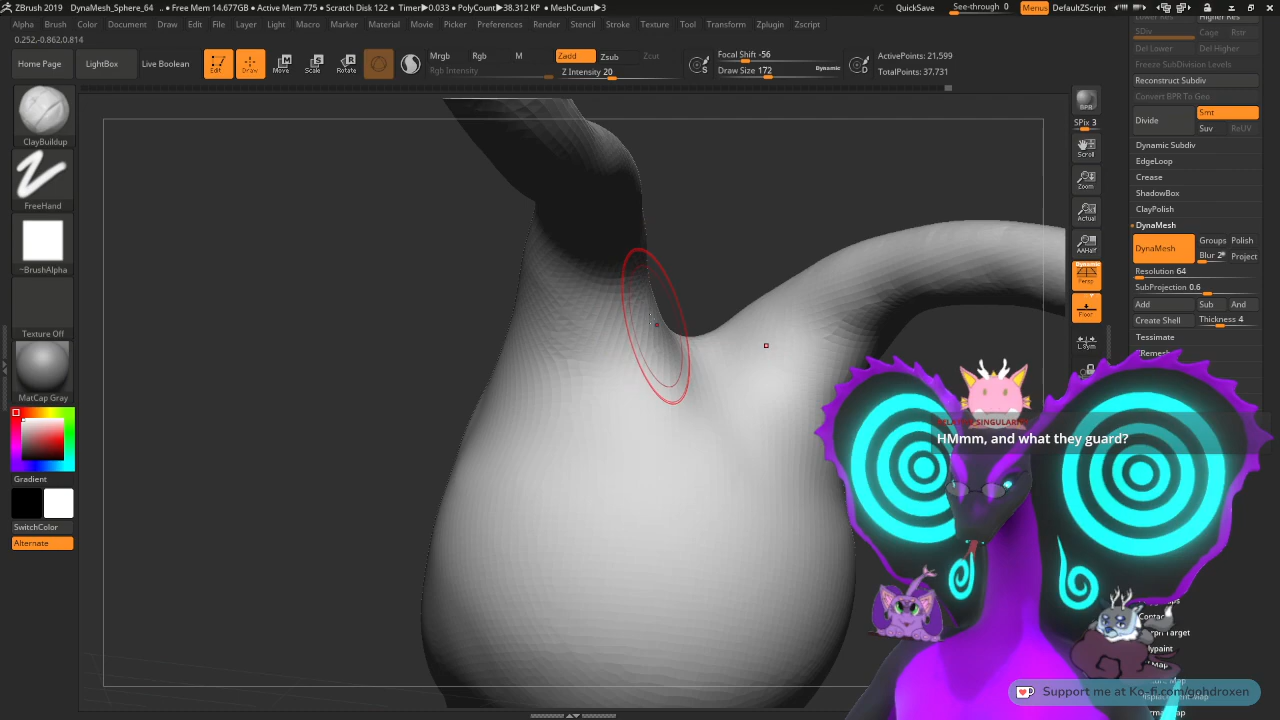 ZBrush 2019 DynaMesh_Sphere_64 .. • Free Mem 14.677GB • Active Mem 775 • Scratch Disk 122 • Timer▶0.033 • PolyCount▶38.312 KP • MeshCount▶3
AC QuickSave See-through 0 Menus DefaultZScript
Alpha Brush Color Document Draw Edit File Layer Light Macro Marker Material Movie Picker Preferences Render Stencil Stroke Texture Tool Transform Zplugin Zscript
0.252,-0.862,0.814
Home Page LightBox Live Boolean
Edit Draw Move Scale Rotate
Mrgb Rgb M
Rgb Intensity
Zadd Zsub Zcut
Z Intensity 20
S
Focal Shift -56
Draw Size 172
Dynamic
D
ActivePoints: 21,599
TotalPoints: 37,731
ClayBuildup
FreeHand
~BrushAlpha
Texture Off
MatCap Gray
Gradient
SwitchColor
Alternate
BPR
SPix 3
Scroll
Zoom
Actual
AAHalf
Dynamic
Persp
Floor
L.Sym
Lower Res Higher Res
SDiv Cage Rstr
Del Lower Del Higher
Freeze SubDivision Levels
Reconstruct Subdiv
Convert BPR To Geo
Divide
Smt
Suv ReUV
Dynamic Subdiv
EdgeLoop
Crease
ShadowBox
ClayPolish
DynaMesh
DynaMesh
Groups Polish
Blur 2 Project
Resolution 64
SubProjection 0.6
Add Sub And
Create Shell Thickness 4
Tessimate
HMmm, and what they guard?
Support me at Ko-fi.com/gohdroxen